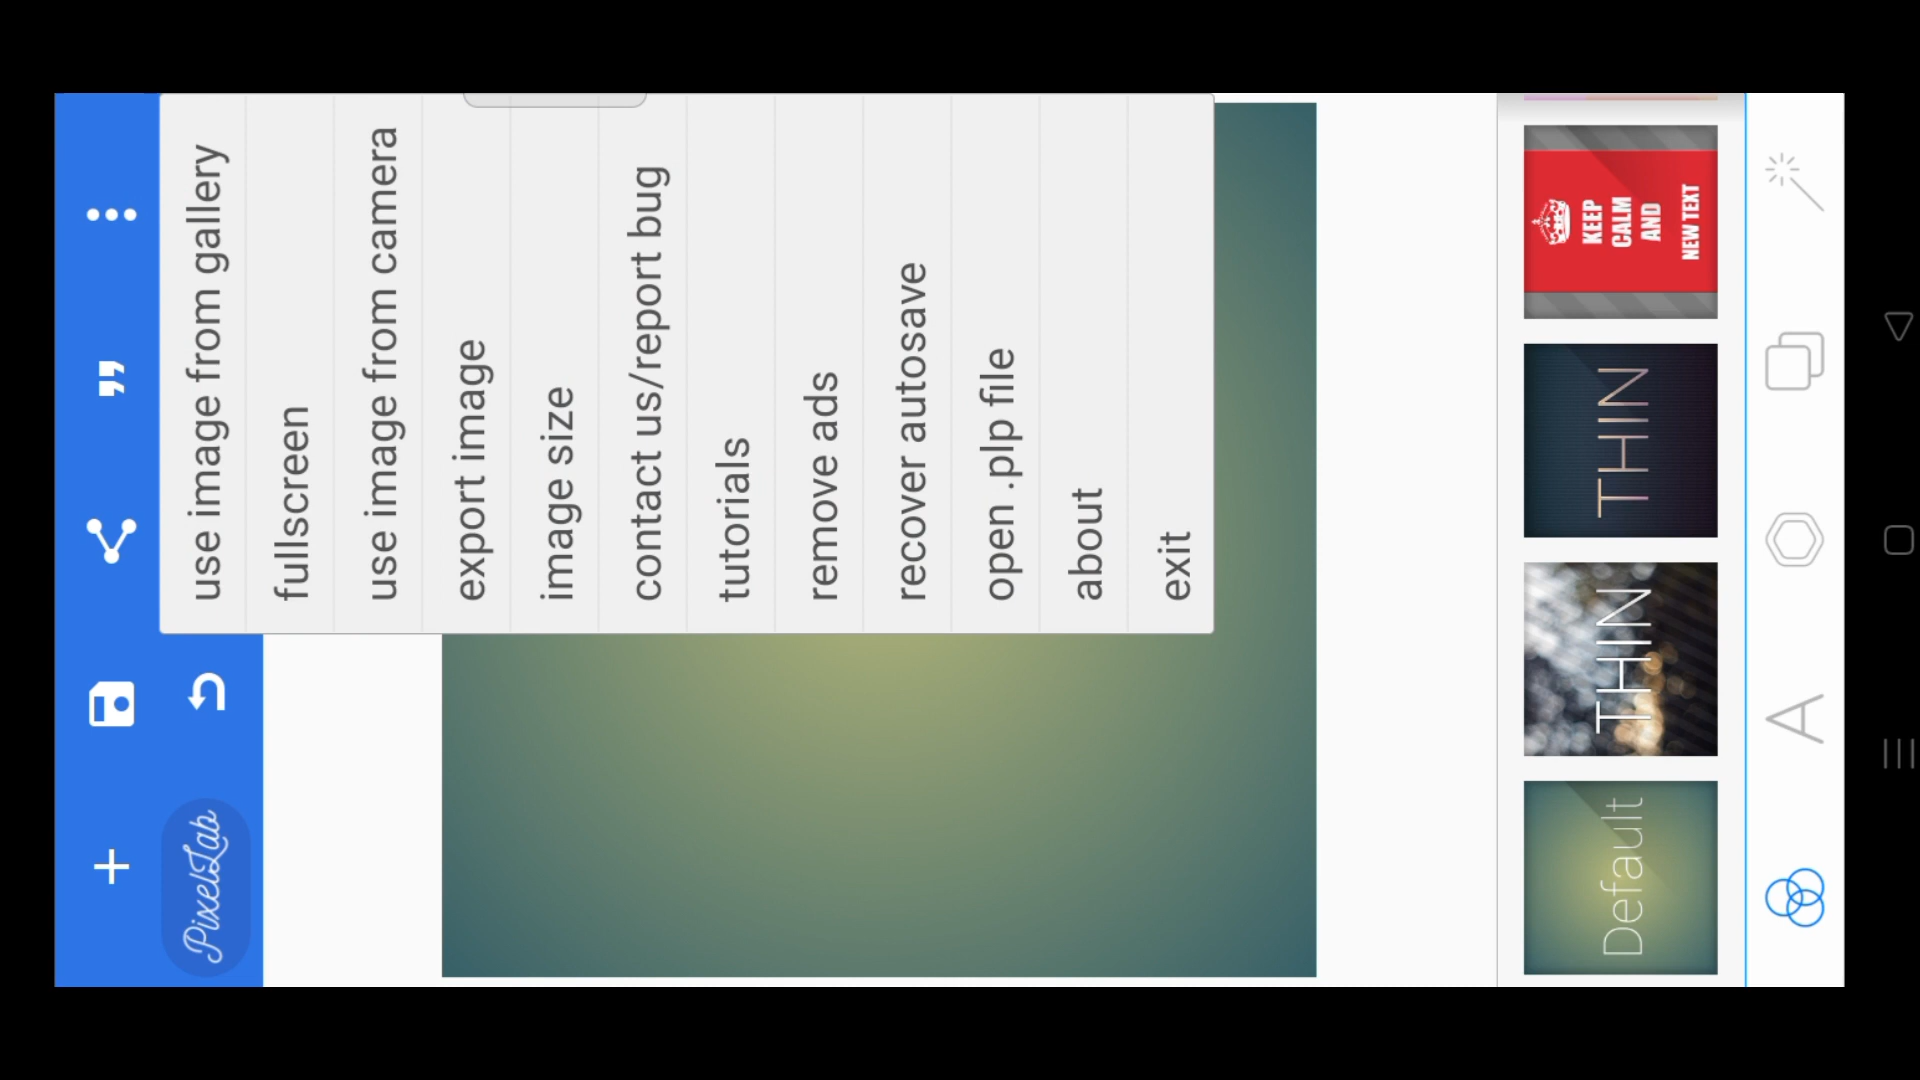 PixelLab
use image from gallery
fullscreen
use image from camera
export image
image size
contact us/report bug
tutorials
remove ads
recover autosave
open .plp file
about
exit
Default
THIN
THIN
KEEP
CALM
AND
NEW TEXT